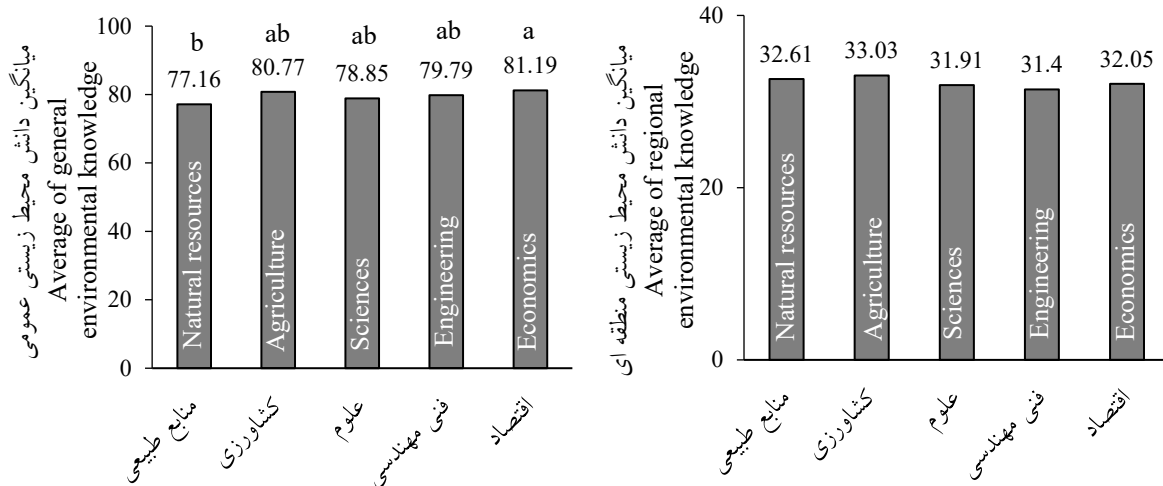 میانگین دانش محیط زیستی عمومی
Average of general
environmental knowledge
100
80
60
40
20
0
b
ab
ab
ab
a
77.16
80.77
78.85
79.79
81.19
Natural resources
Agriculture
Sciences
Engineering
Economics
منابع طبیعی
کشاورزی
علوم
فنی مهندسی
اقتصاد
میانگین دانش محیط زیستی منطقه ای
Average of regional
environmental knowledge
40
20
0
32.61
33.03
31.91
31.4
32.05
Natural resources
Agriculture
Sciences
Engineering
Economics
منابع طبیعی
کشاورزی
علوم
فنی مهندسی
اقتصاد